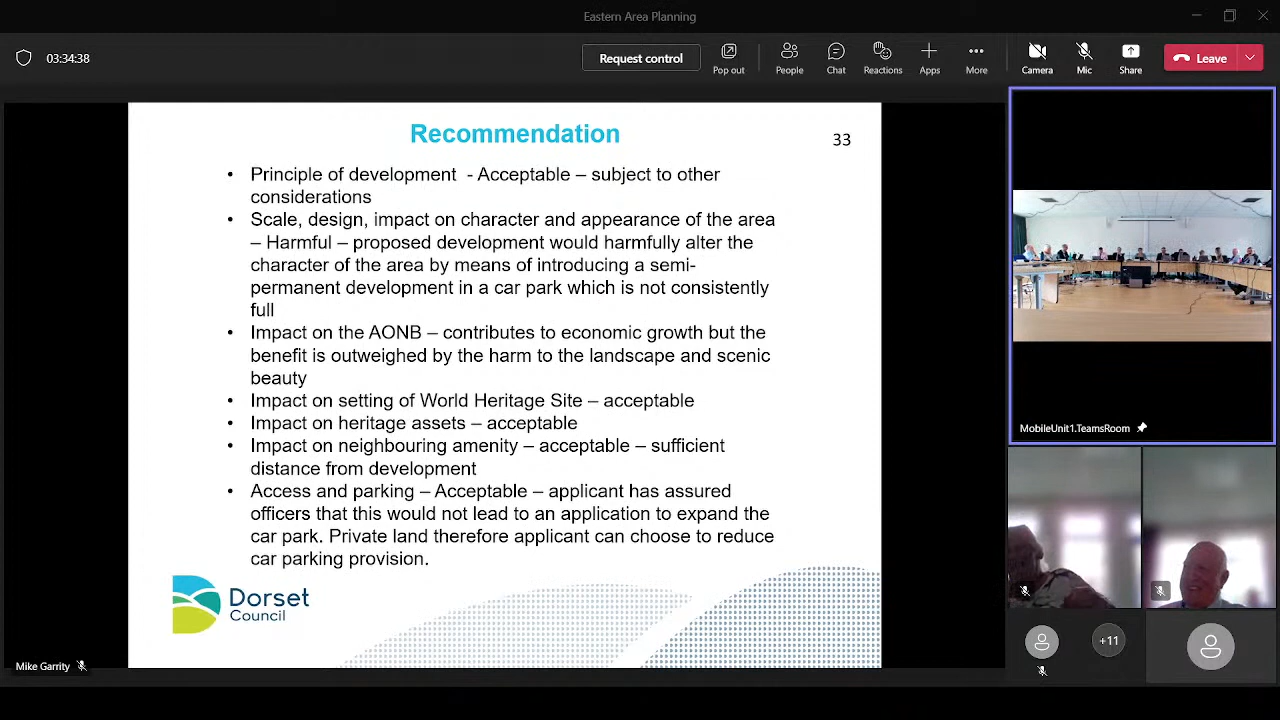 Eastern Area Planning
03:34:38
Request control
Pop out
People
Chat
Reactions
Apps
More
Camera
Mic
Share
Leave
Recommendation
33
• Principle of development - Acceptable – subject to other
considerations
• Scale, design, impact on character and appearance of the area
– Harmful – proposed development would harmfully alter the
character of the area by means of introducing a semi-
permanent development in a car park which is not consistently
full
• Impact on the AONB – contributes to economic growth but the
benefit is outweighed by the harm to the landscape and scenic
beauty
• Impact on setting of World Heritage Site – acceptable
• Impact on heritage assets – acceptable
• Impact on neighbouring amenity – acceptable – sufficient
distance from development
• Access and parking – Acceptable – applicant has assured
officers that this would not lead to an application to expand the
car park. Private land therefore applicant can choose to reduce
car parking provision.
Dorset
Council
Mike Garrity
MobileUnit1.TeamsRoom
+11